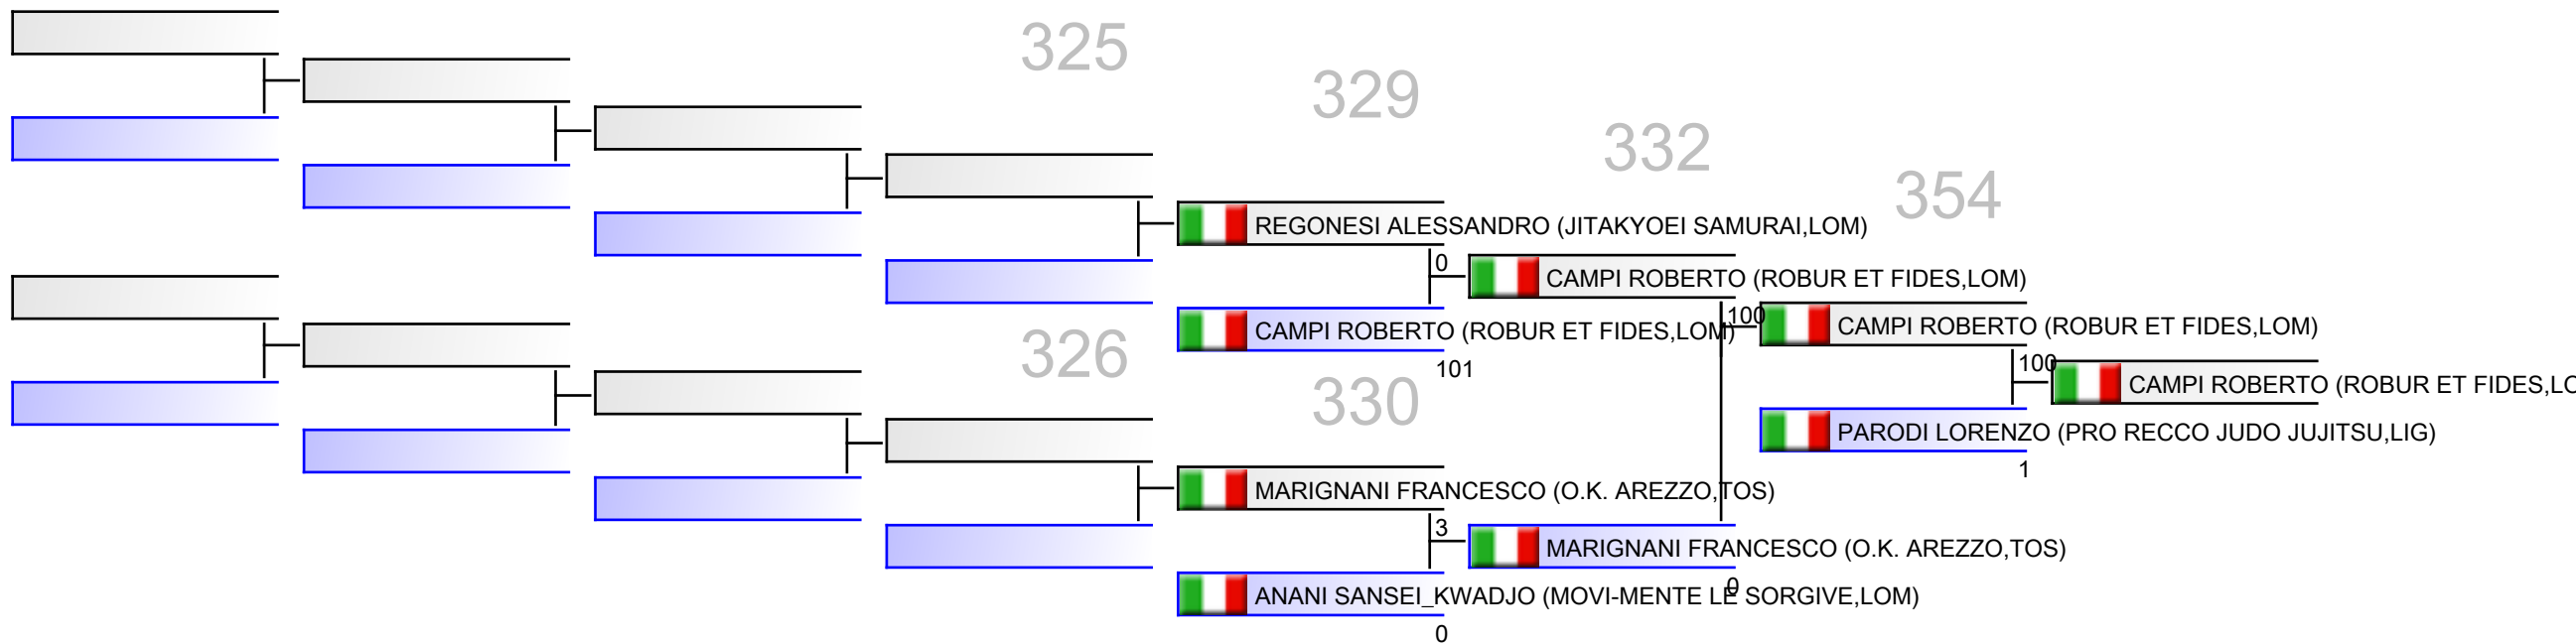 325
329
332
354
REGONESI ALESSANDRO (JITAKYOEI SAMURAI,LOM)
0
CAMPI ROBERTO (ROBUR ET FIDES,LOM)
100
CAMPI ROBERTO (ROBUR ET FIDES,LOM)
CAMPI ROBERTO (ROBUR ET FIDES,LOM)
101
100
CAMPI ROBERTO (ROBUR ET FIDES,LO
326
330
PARODI LORENZO (PRO RECCO JUDO JUJITSU,LIG)
1
MARIGNANI FRANCESCO (O.K. AREZZO,TOS)
3
MARIGNANI FRANCESCO (O.K. AREZZO,TOS)
0
ANANI SANSEI_KWADJO (MOVI-MENTE LE SORGIVE,LOM)
0